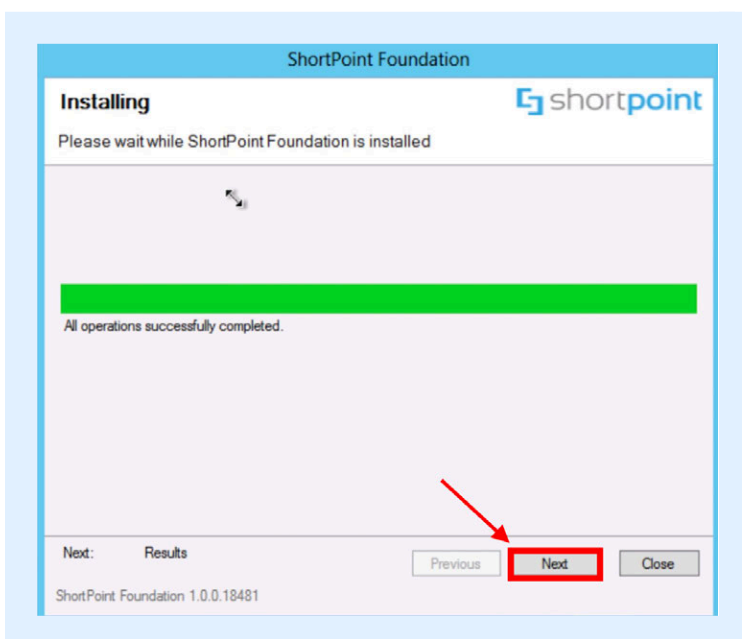 ShortPoint Foundation
Installing
shortpoint
Please wait while ShortPoint Foundation is installed
All operations successfully completed.
Next: Results
Previous Next Close
ShortPoint Foundation 1.0.0.18481